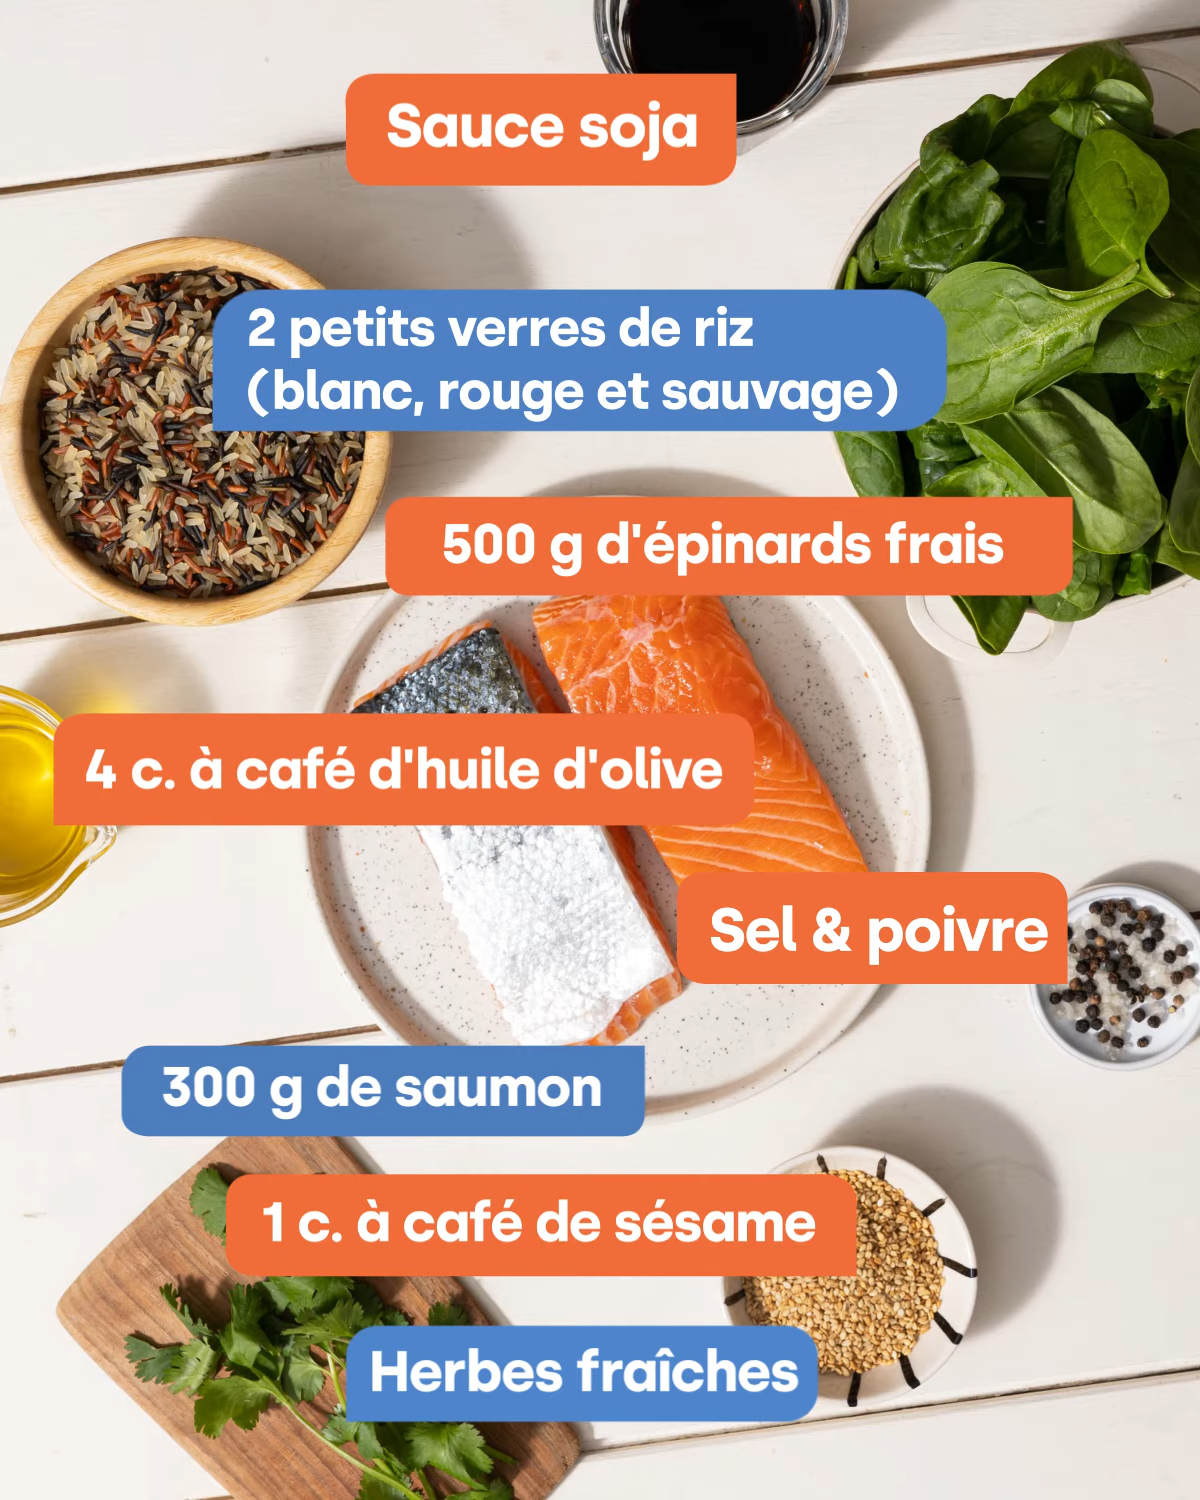 Sauce soja
2 petits verres de riz
(blanc, rouge et sauvage)
500 g d'épinards frais
4 c. à café d'huile d'olive
Sel & poivre
300 g de saumon
1 c. à café de sésame
Herbes fraîches